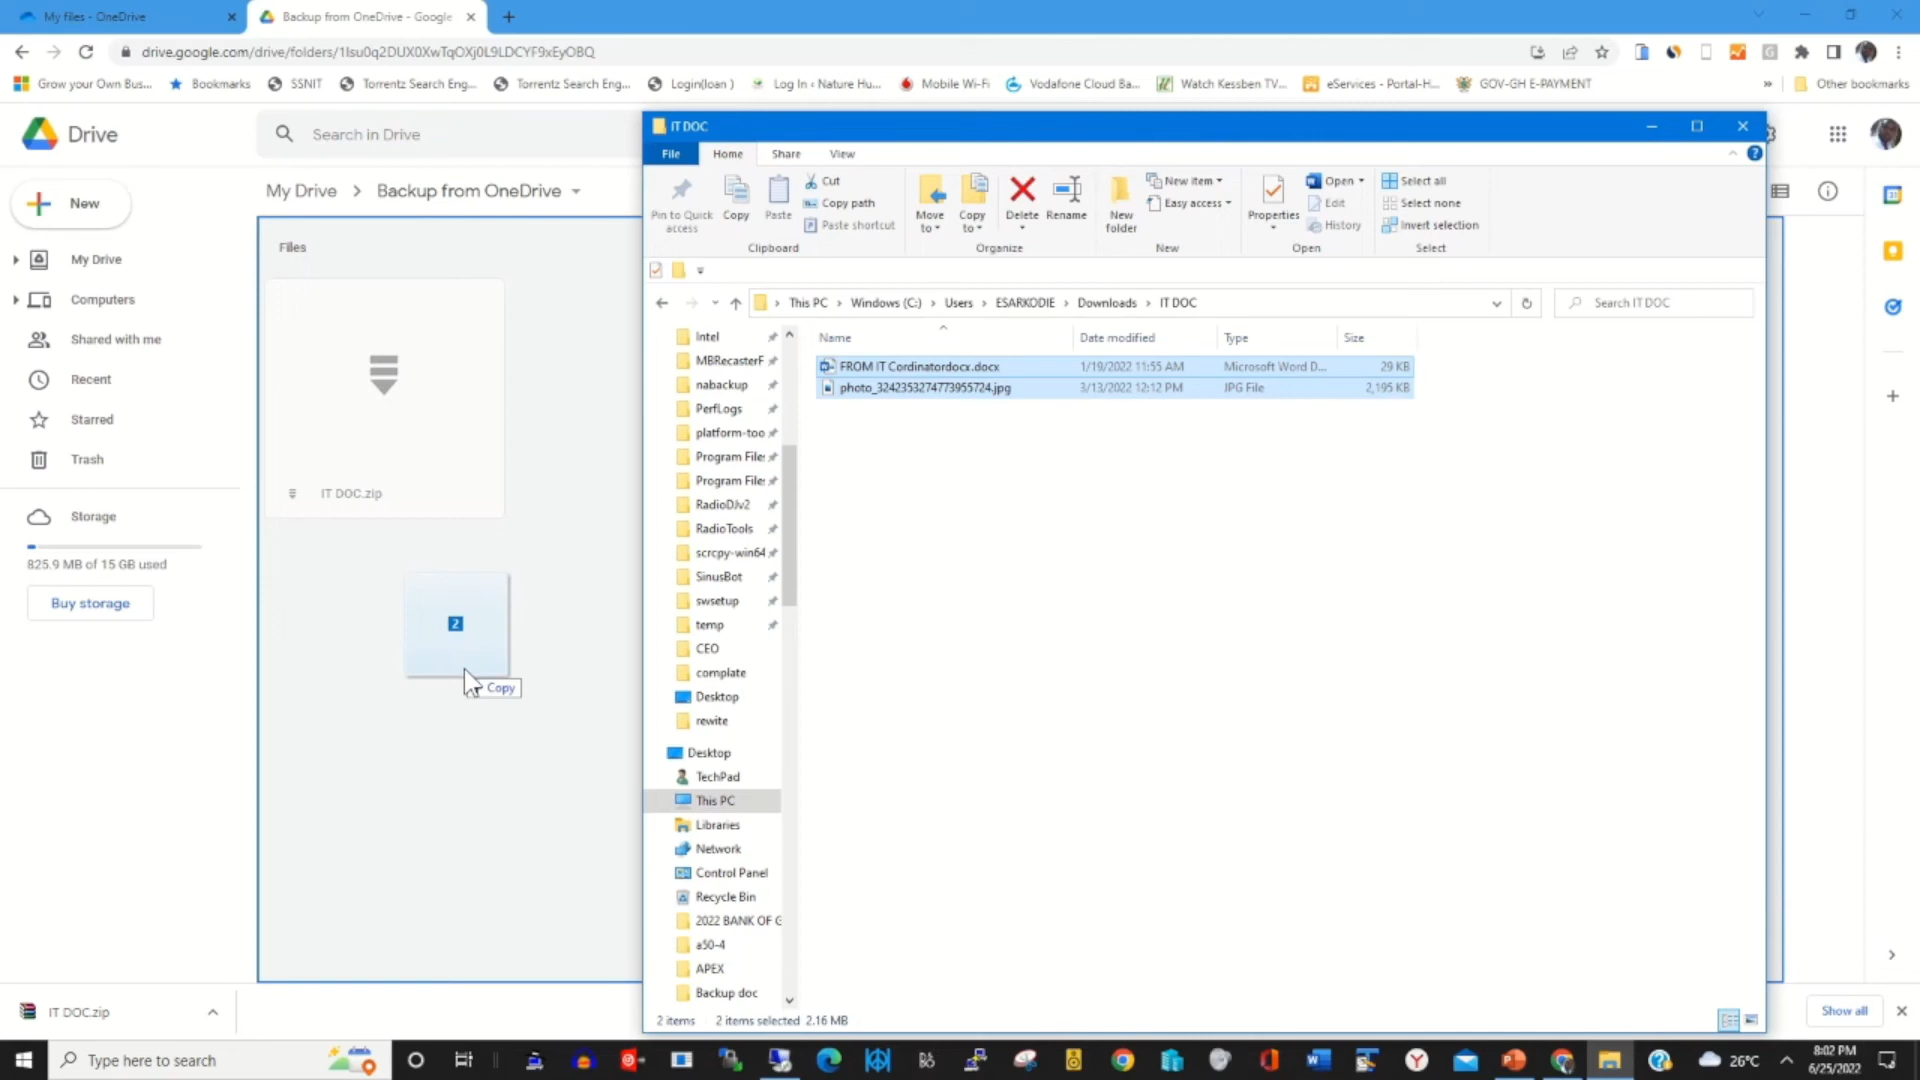 My files - OneDrive
Backup from OneDrive - Google
drive.google.com/drive/folders/1Isu0q2DUX0XwTqOXj0L9LDCYF9xEyOBQ
Grow your Own Bus...
Bookmarks
SSNIT
Torrentz Search Eng...
Torrentz Search Eng...
Login(loan )
Log In ‹ Nature Hu...
Mobile Wi-Fi
Vodafone Cloud Ba...
Watch Kessben TV...
eServices - Portal-H...
GOV-GH E-PAYMENT
»
Other bookmarks
Drive
Search in Drive
New
My Drive
Computers
Shared with me
Recent
Starred
Trash
Storage
825.9 MB of 15 GB used
Buy storage
My Drive > Backup from OneDrive
Files
IT DOC.zip
2
Copy
IT DOC
File
Home
Share
View
Pin to Quick access
Copy
Paste
Cut
Copy path
Paste shortcut
Clipboard
Move to
Copy to
Delete
Rename
Organize
New folder
New item
Easy access
New
Properties
Open
Edit
History
Open
Select all
Select none
Invert selection
Select
This PC > Windows (C:) > Users > ESARKODIE > Downloads > IT DOC
Search IT DOC
Name
Date modified
Type
Size
FROM IT Cordinatordocx.docx 1/19/2022 11:55 AM Microsoft Word D... 29 KB
photo_3242353274773955724.jpg 3/13/2022 12:12 PM JPG File 2,195 KB
Intel
MBRecasterF
nabackup
PerfLogs
platform-too
Program File
Program File
RadioDJv2
RadioTools
scrcpy-win64
SinusBot
swsetup
temp
CEO
complate
Desktop
rewite
Desktop
TechPad
This PC
Libraries
Network
Control Panel
Recycle Bin
2022 BANK OF G
a50-4
APEX
Backup doc
2 items
2 items selected 2.16 MB
IT DOC.zip
Show all
Type here to search
26°C
8:02 PM
6/25/2022